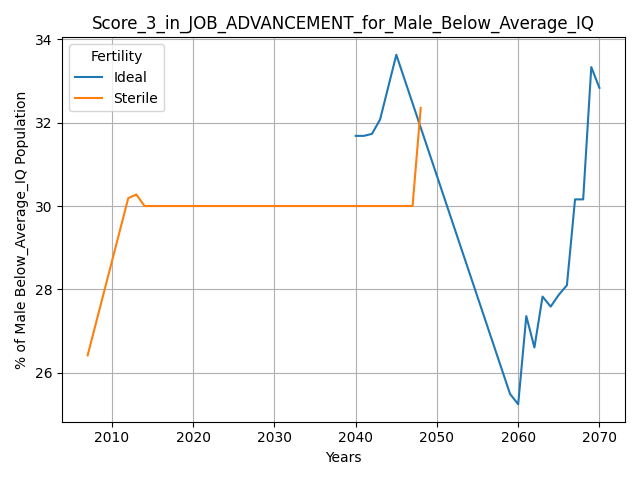 Score_3_in_JOB_ADVANCEMENT_for_Male_Below_Average_IQ
% of Male Below_Average_IQ Population
34
32
30
28
26
Fertility
Ideal
Sterile
2010 2020 2030 2040 2050 2060 2070
Years